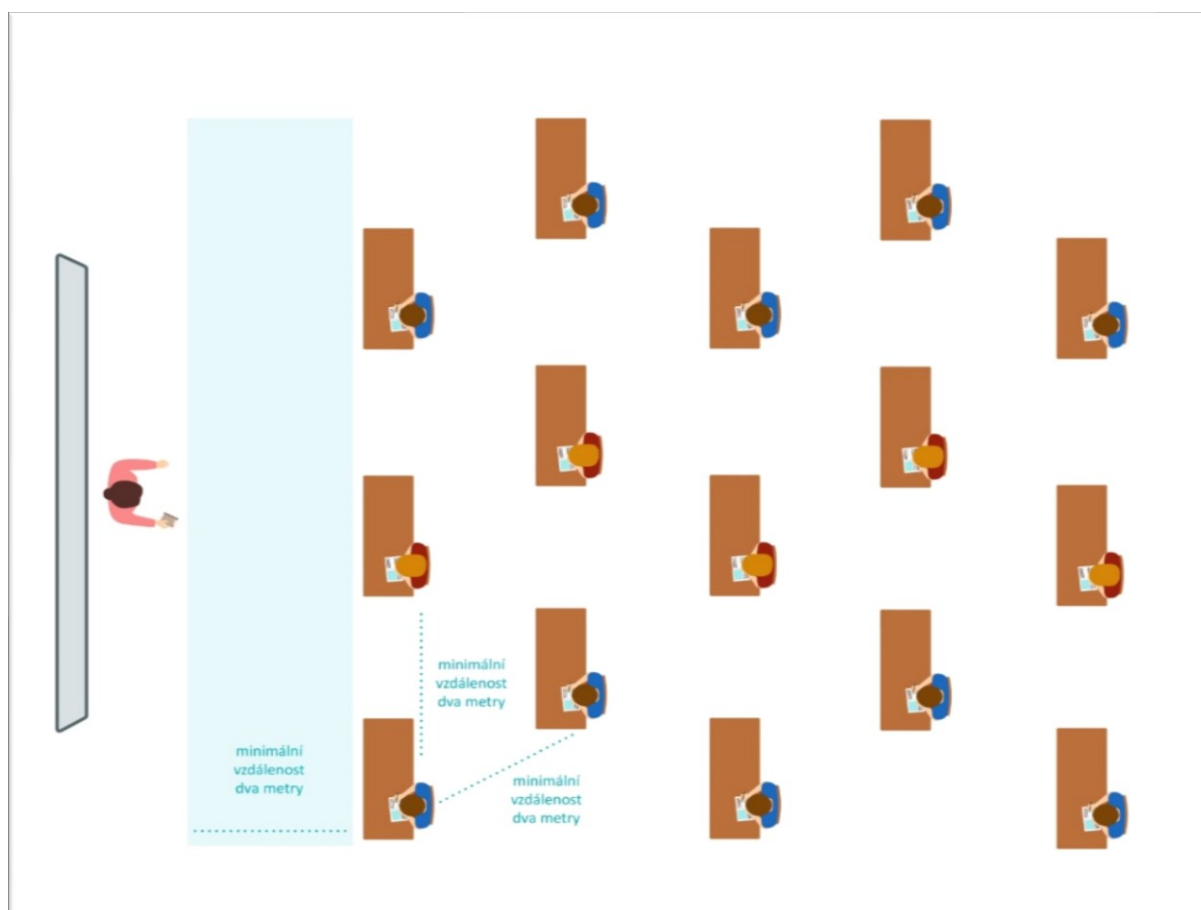 minimální
vzdálenost
dva metry
minimální
vzdálenost
dva metry
minimální
vzdálenost
dva metry